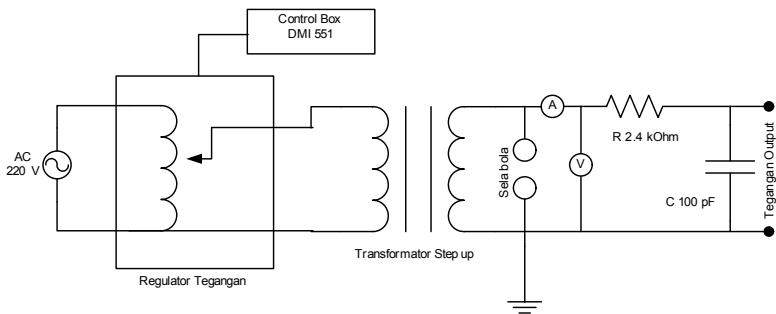 Control Box
DMI 551
AC
220 V
A
R 2.4 kOhm
Sela bola
V
C 100 pF
Tegangan Output
Transformator Step up
Regulator Tegangan